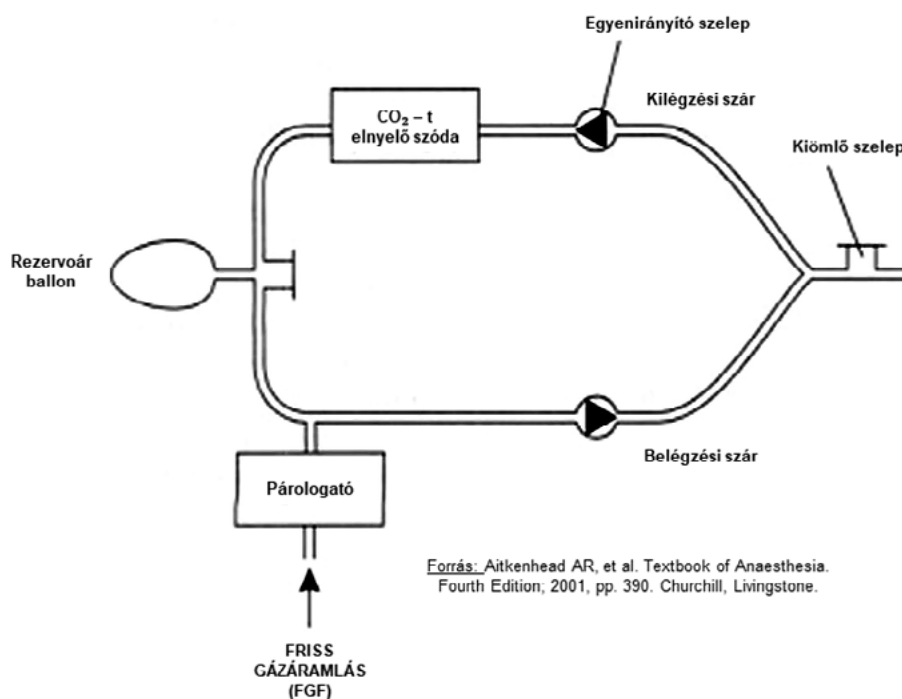 Egyenirányító szelep
CO₂ – t
elnyelő szóda
Kilégzési szár
Kiömlő szelep
Rezervoár
ballon
Belégzési szár
Párologató
Forrás: Aitkenhead AR, et al. Textbook of Anaesthesia.
Fourth Edition; 2001, pp. 390. Churchill, Livingstone.
FRISS
GÁZÁRAMLÁS
(FGF)